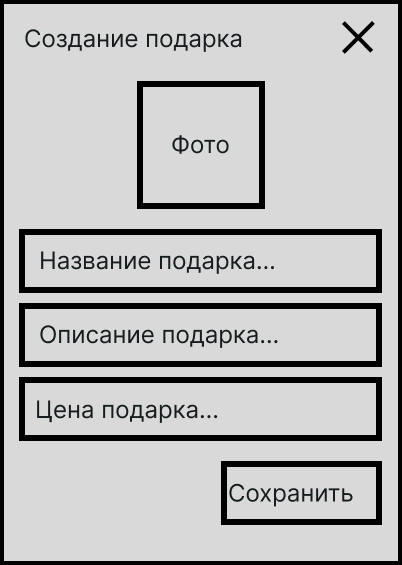 Создание подарка
Фото
Название подарка...
Описание подарка...
Цена подарка...
Сохранить